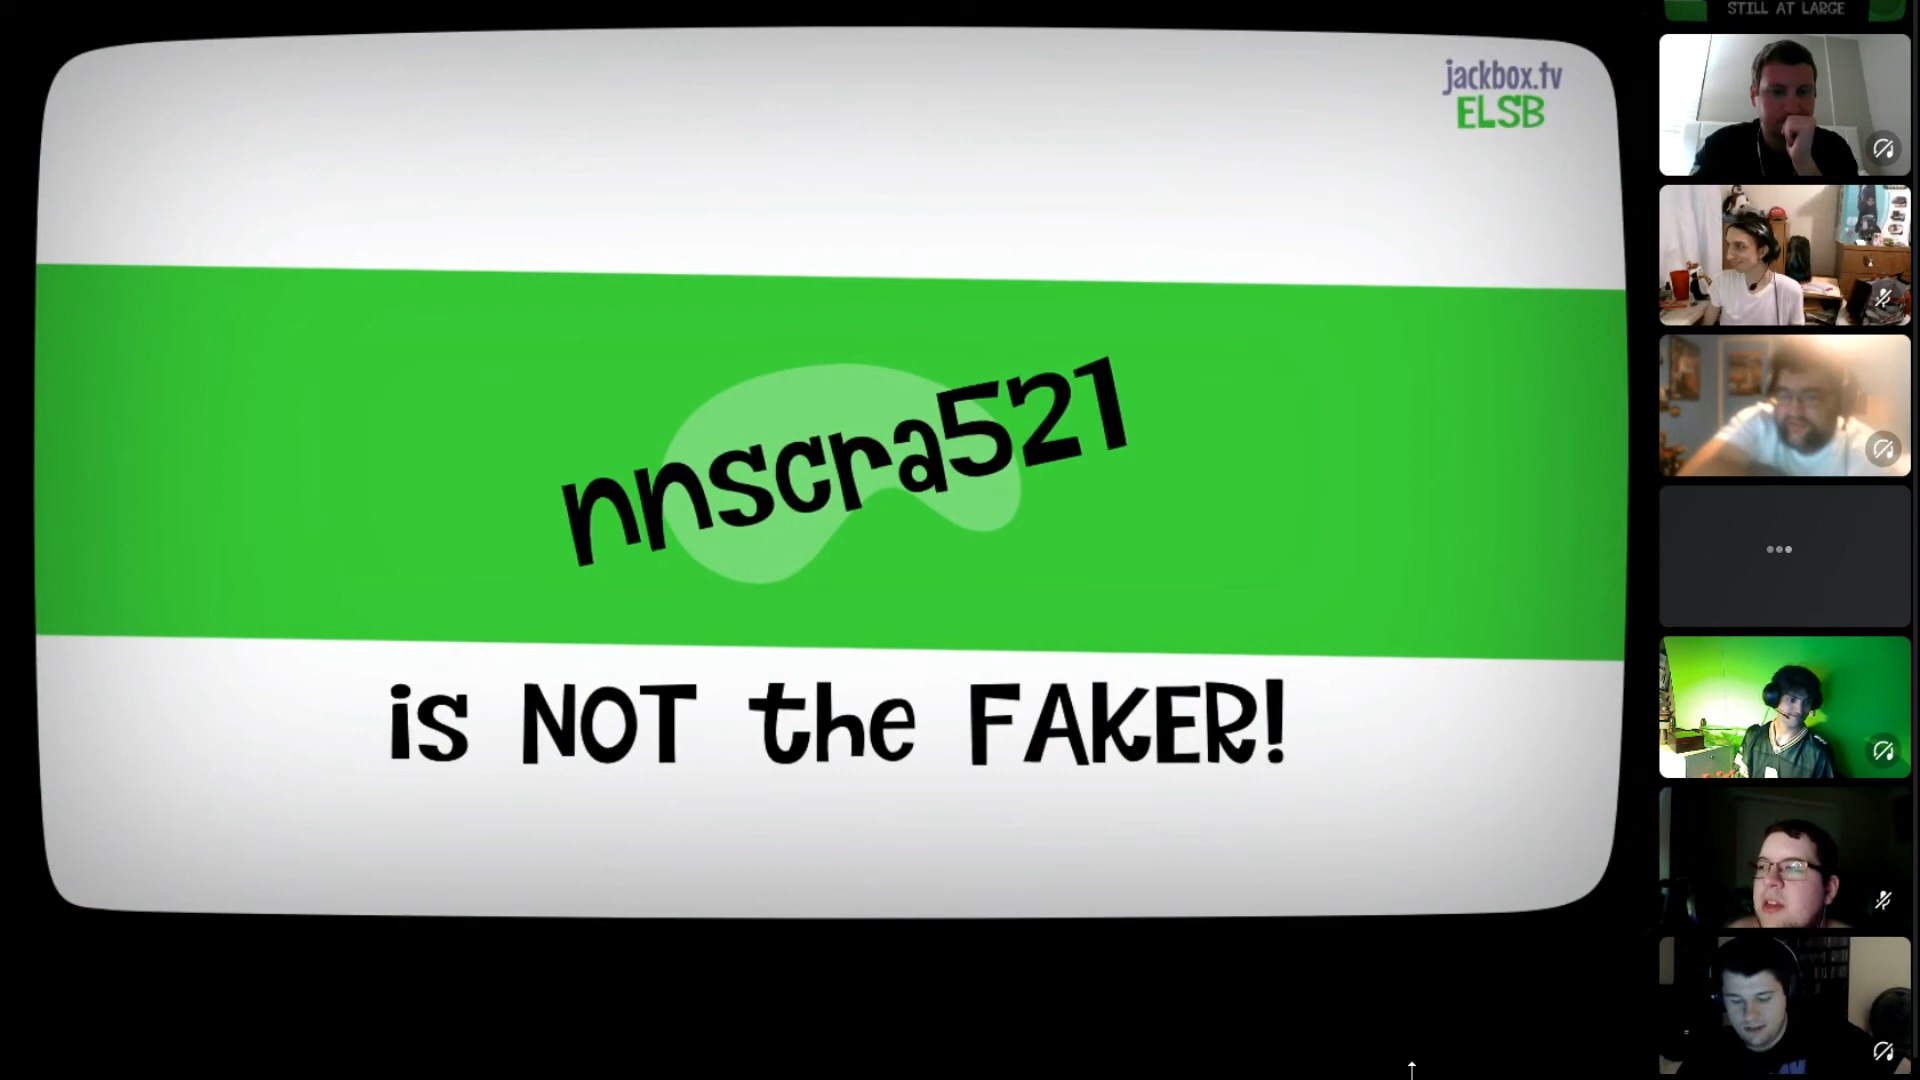 STILL AT LARGE
jackbox.tv
ELSB
nnscra521
is NOT the FAKER!